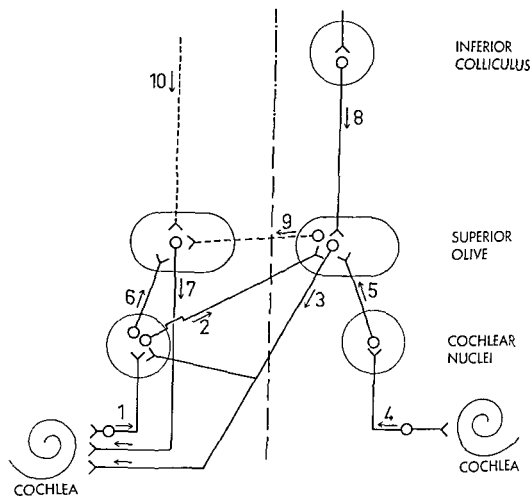 INFERIOR
COLLICULUS
10
8
9
SUPERIOR
OLIVE
7
6
2
3
5
COCHLEAR
NUCLEI
1
4
COCHLEA
COCHLEA